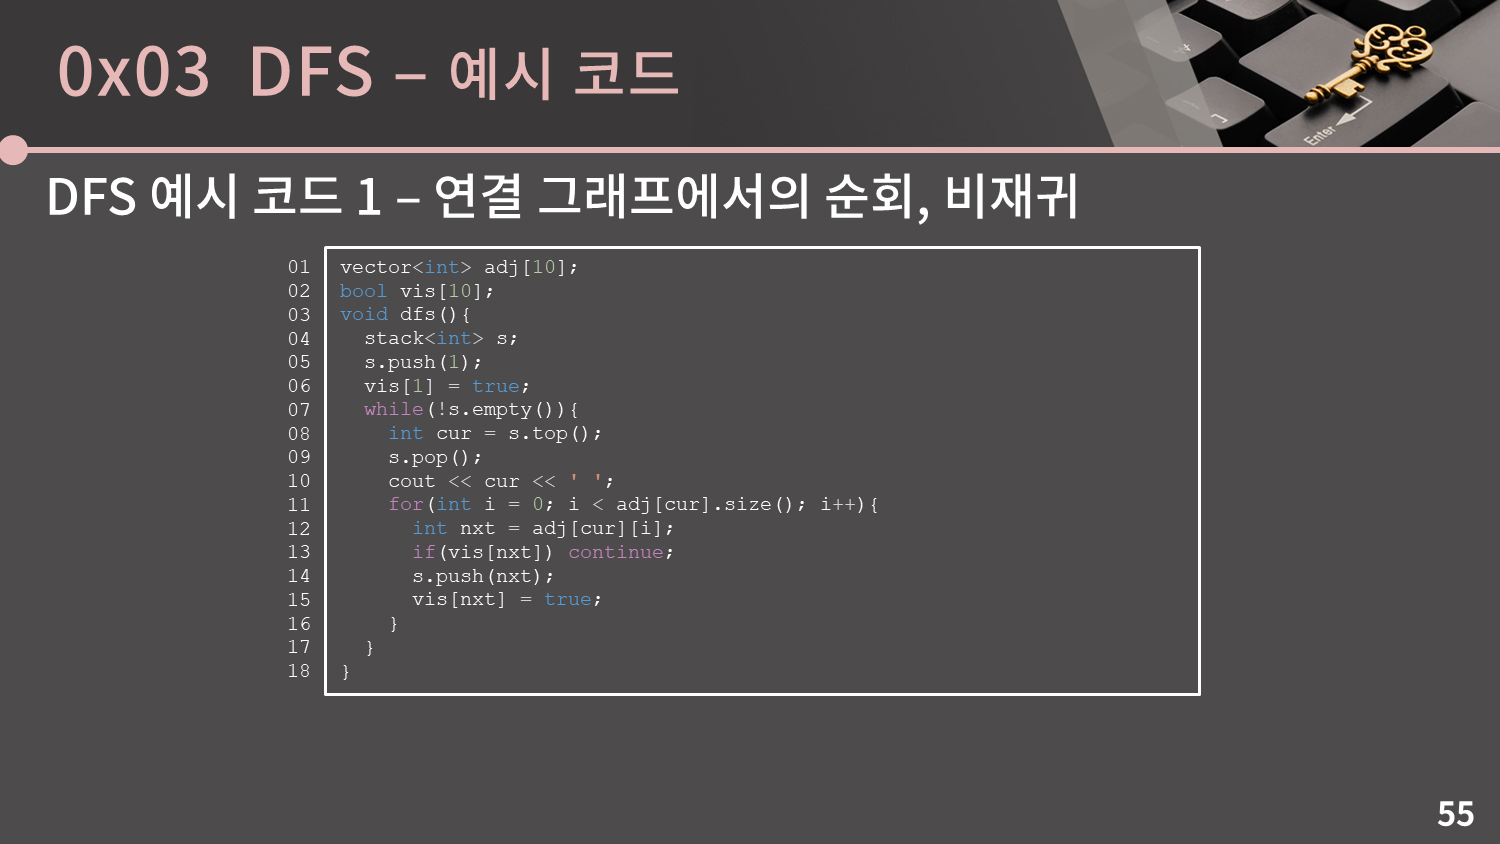 0x03 DFS – 예시 코드
Enter
DFS 예시 코드 1 – 연결 그래프에서의 순회, 비재귀
01 vector<int> adj[10];
02 bool vis[10];
03 void dfs(){
04   stack<int> s;
05   s.push(1);
06   vis[1] = true;
07   while(!s.empty()){
08     int cur = s.top();
09     s.pop();
10     cout << cur << ' ';
11     for(int i = 0; i < adj[cur].size(); i++){
12       int nxt = adj[cur][i];
13       if(vis[nxt]) continue;
14       s.push(nxt);
15       vis[nxt] = true;
16     }
17   }
18 }
55